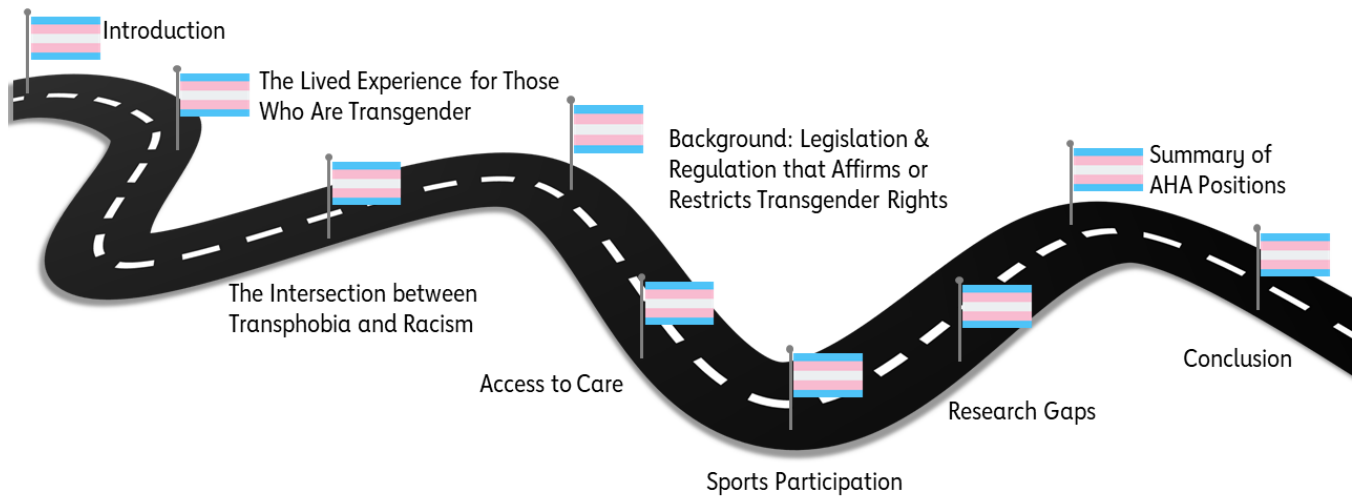 Introduction
The Lived Experience for Those
Who Are Transgender
The Intersection between
Transphobia and Racism
Background: Legislation &
Regulation that Affirms or
Restricts Transgender Rights
Access to Care
Sports Participation
Research Gaps
Summary of
AHA Positions
Conclusion